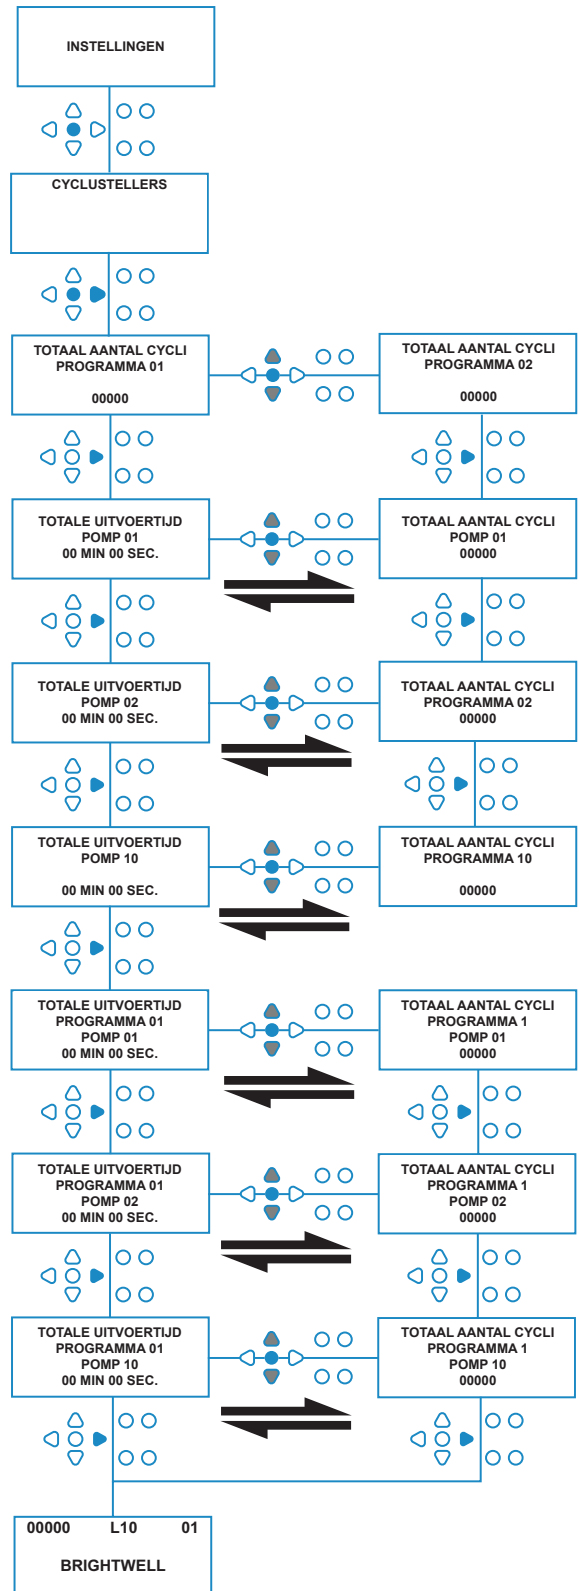 INSTELLINGEN
CYCLUSTELLERS
TOTAAL AANTAL CYCLI
PROGRAMMA 01
00000
TOTAAL AANTAL CYCLI
PROGRAMMA 02
00000
TOTALE UITVOERTIJD
POMP 01
00 MIN 00 SEC.
TOTAAL AANTAL CYCLI
POMP 01
00000
TOTALE UITVOERTIJD
POMP 02
00 MIN 00 SEC.
TOTAAL AANTAL CYCLI
PROGRAMMA 02
00000
TOTALE UITVOERTIJD
POMP 10
00 MIN 00 SEC.
TOTAAL AANTAL CYCLI
PROGRAMMA 10
00000
TOTALE UITVOERTIJD
PROGRAMMA 01
POMP 01
00 MIN 00 SEC.
TOTAAL AANTAL CYCLI
PROGRAMMA 1
POMP 01
00000
TOTALE UITVOERTIJD
PROGRAMMA 01
POMP 02
00 MIN 00 SEC.
TOTAAL AANTAL CYCLI
PROGRAMMA 1
POMP 02
00000
TOTALE UITVOERTIJD
PROGRAMMA 01
POMP 10
00 MIN 00 SEC.
TOTAAL AANTAL CYCLI
PROGRAMMA 1
POMP 10
00000
00000 L10 01
BRIGHTWELL